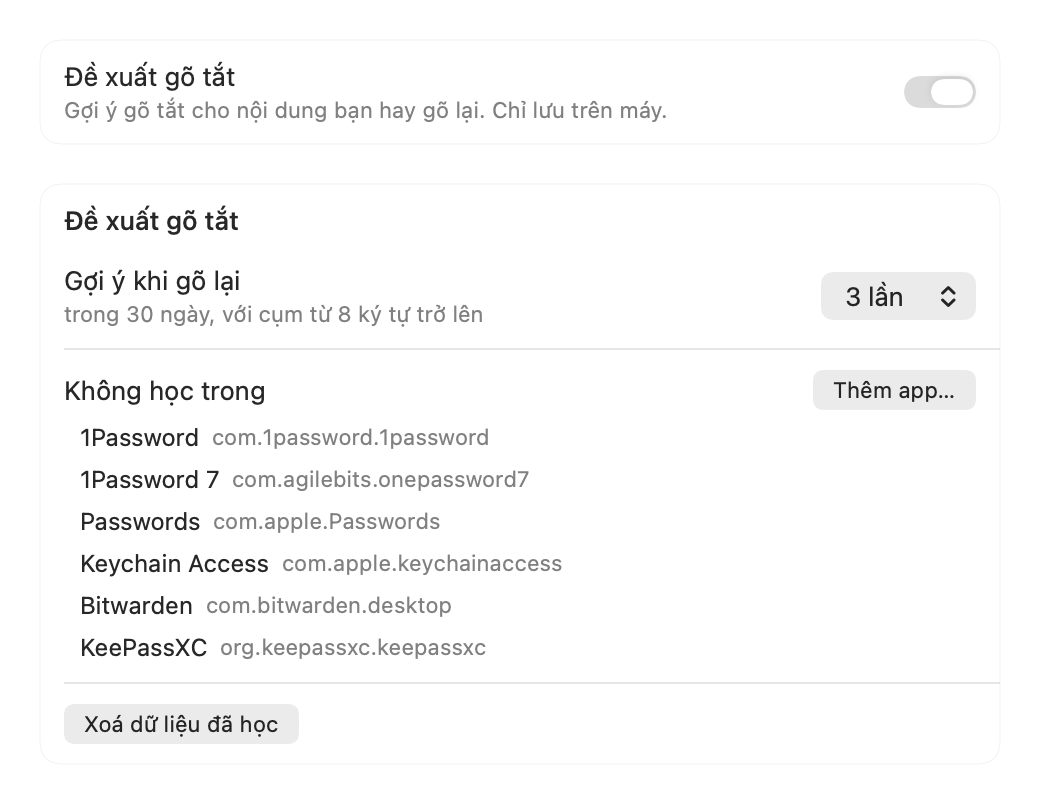 Đề xuất gõ tắt
Gợi ý gõ tắt cho nội dung bạn hay gõ lại. Chỉ lưu trên máy.
Đề xuất gõ tắt
Gợi ý khi gõ lại
trong 30 ngày, với cụm từ 8 ký tự trở lên
3 lần
Không học trong
Thêm app...
1Password com.1password.1password
1Password 7 com.agilebits.onepassword7
Passwords com.apple.Passwords
Keychain Access com.apple.keychainaccess
Bitwarden com.bitwarden.desktop
KeePassXC org.keepassxc.keepassxc
Xoá dữ liệu đã học